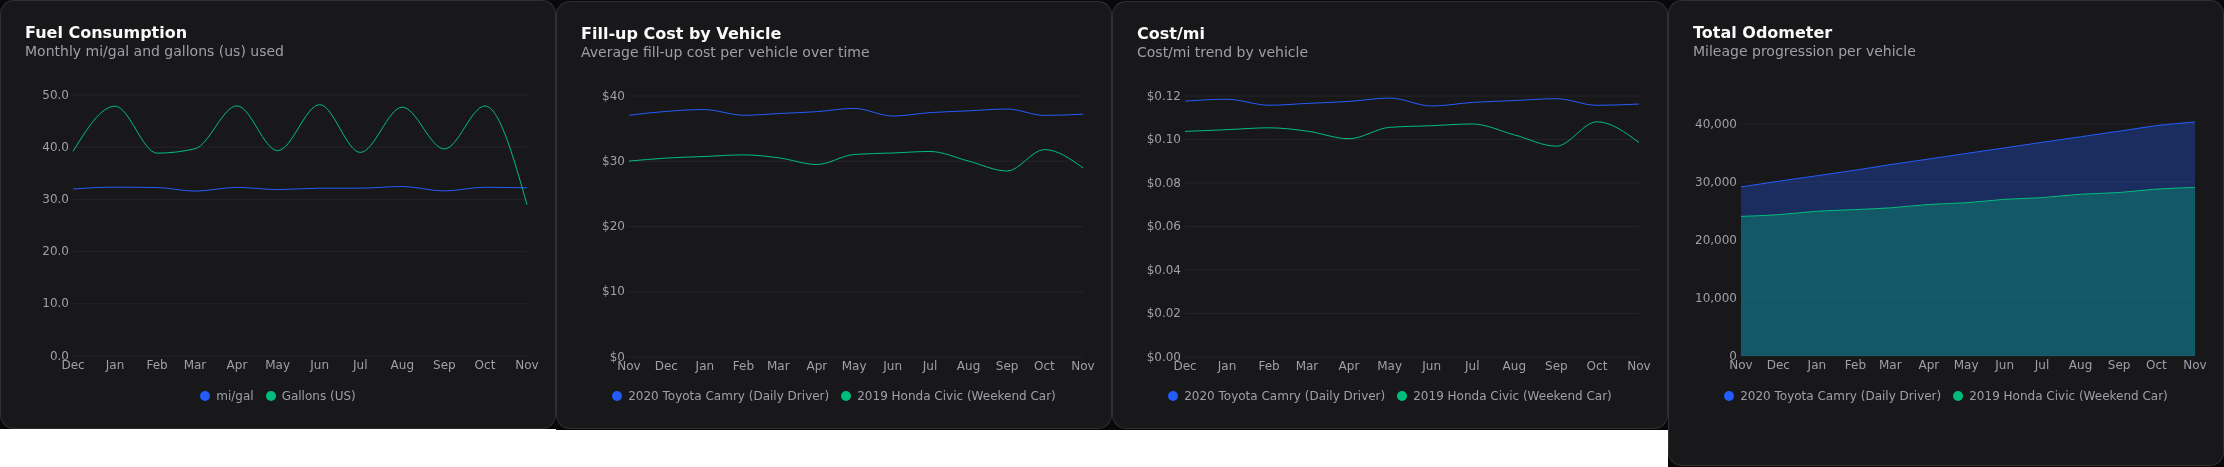 Fuel Consumption
Monthly mi/gal and gallons (us) used
50.0
40.0
30.0
20.0
10.0
0.0
Dec Jan Feb Mar Apr May Jun Jul Aug Sep Oct Nov
mi/gal Gallons (US)
Fill-up Cost by Vehicle
Average fill-up cost per vehicle over time
$40
$30
$20
$10
$0
Nov Dec Jan Feb Mar Apr May Jun Jul Aug Sep Oct Nov
2020 Toyota Camry (Daily Driver) 2019 Honda Civic (Weekend Car)
Cost/mi
Cost/mi trend by vehicle
$0.12
$0.10
$0.08
$0.06
$0.04
$0.02
$0.00
Dec Jan Feb Mar Apr May Jun Jul Aug Sep Oct Nov
2020 Toyota Camry (Daily Driver) 2019 Honda Civic (Weekend Car)
Total Odometer
Mileage progression per vehicle
40,000
30,000
20,000
10,000
0
Nov Dec Jan Feb Mar Apr May Jun Jul Aug Sep Oct Nov
2020 Toyota Camry (Daily Driver) 2019 Honda Civic (Weekend Car)